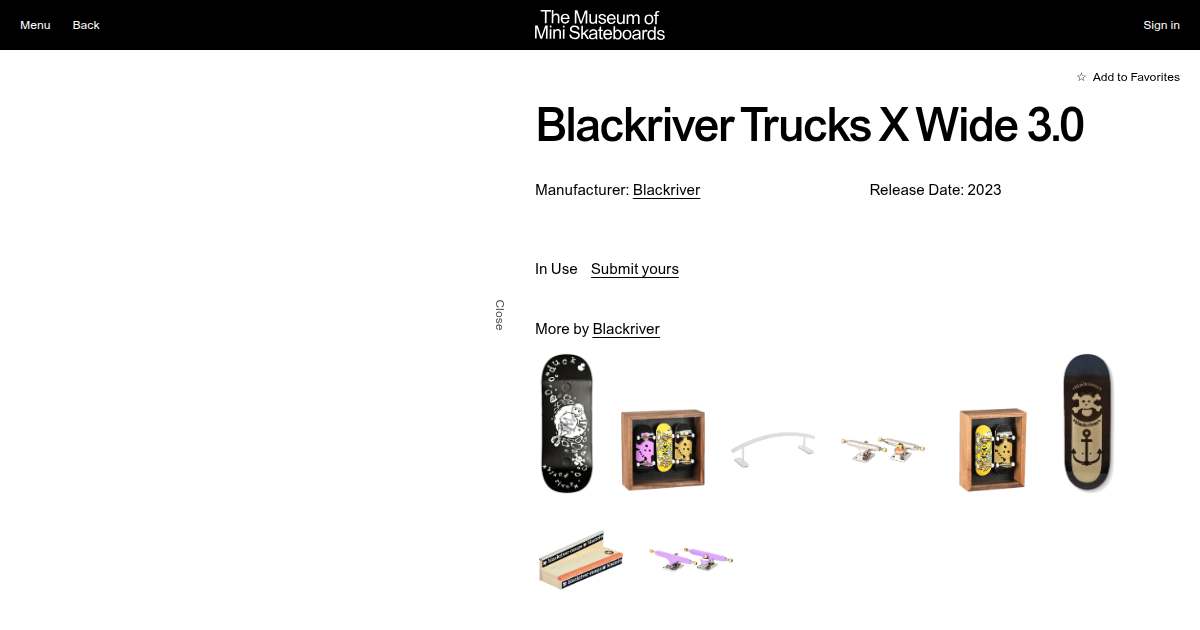 Menu
Back
The Museum of
Mini Skateboards
Sign in
☆ Add to Favorites
Blackriver Trucks X Wide 3.0
Manufacturer: Blackriver
Release Date: 2023
In Use
Submit yours
Close
More by Blackriver